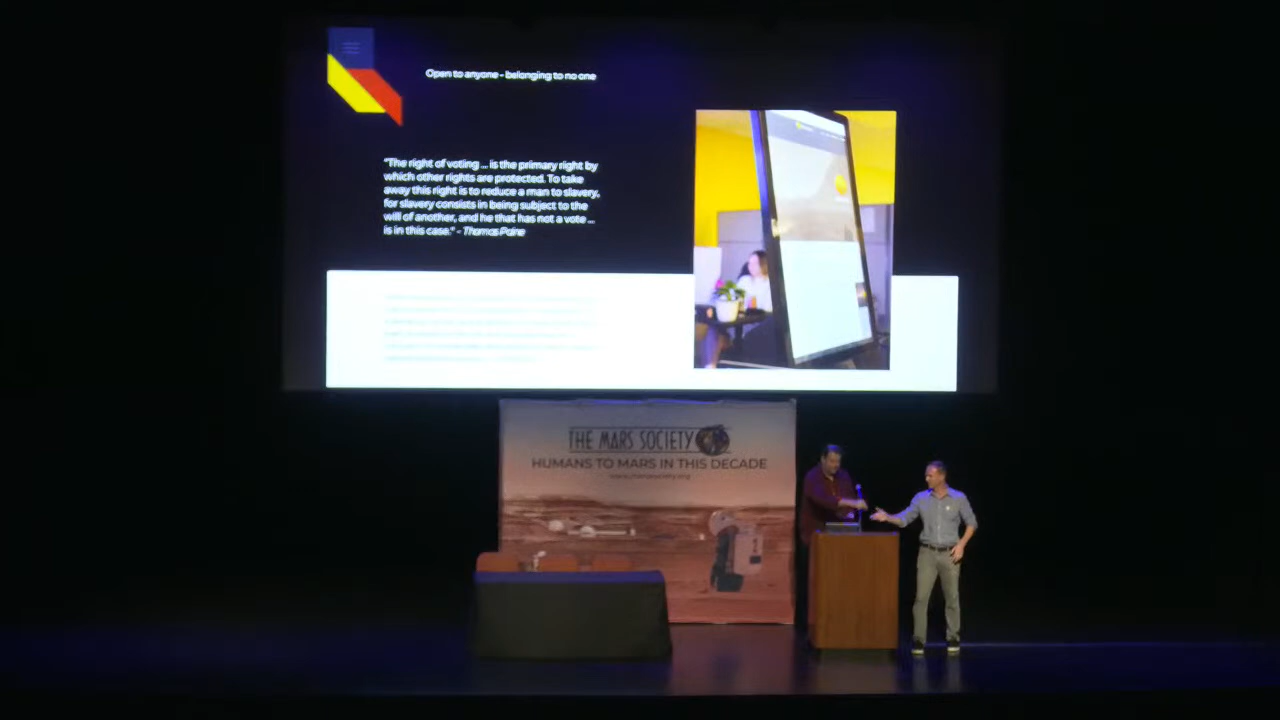 Open to anyone - belonging to no one
"The right of voting ... is the primary right by
which other rights are protected. To take
away this right is to reduce a man to slavery,
for slavery consists in being subject to the
will of another, and he that has not a vote ...
is in this case." - Thomas Paine
THE MARS SOCIETY
HUMANS TO MARS IN THIS DECADE
www.marssociety.org